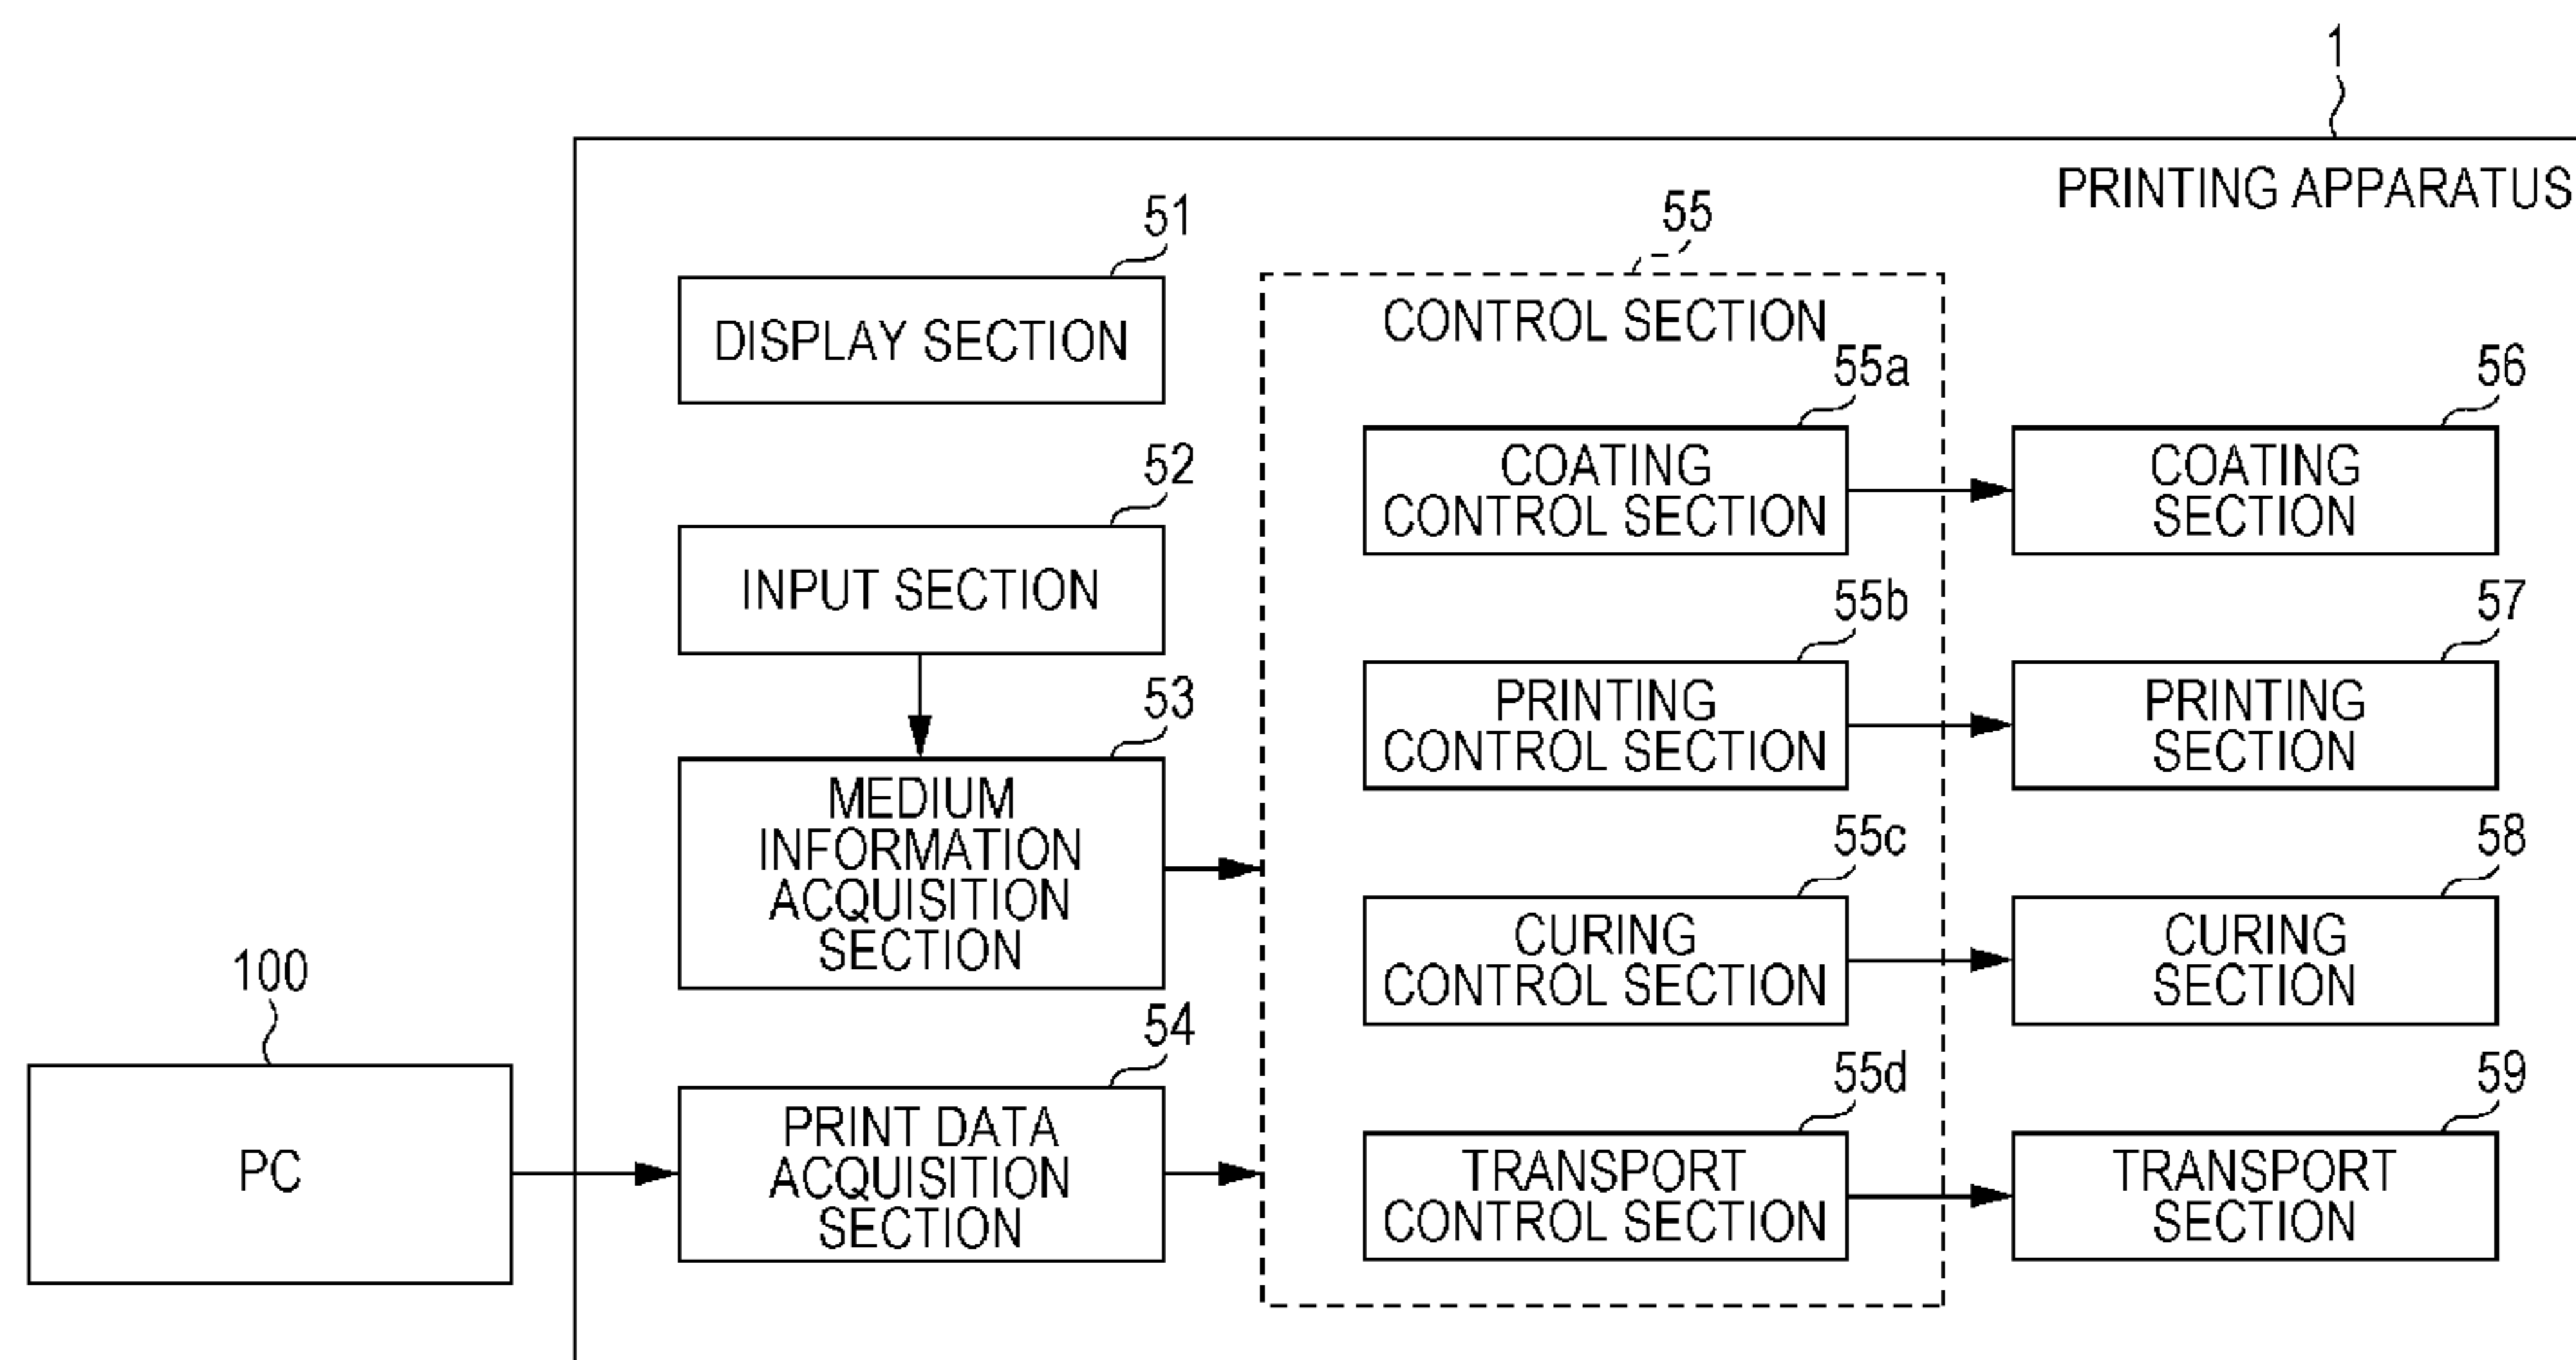 1
PRINTING APPARATUS
51
DISPLAY SECTION
52
INPUT SECTION
53
MEDIUM
INFORMATION
ACQUISITION
SECTION
100
PC
54
PRINT DATA
ACQUISITION
SECTION
55
CONTROL SECTION
55a
COATING
CONTROL SECTION
55b
PRINTING
CONTROL SECTION
55c
CURING
CONTROL SECTION
55d
TRANSPORT
CONTROL SECTION
56
COATING
SECTION
57
PRINTING
SECTION
58
CURING
SECTION
59
TRANSPORT
SECTION